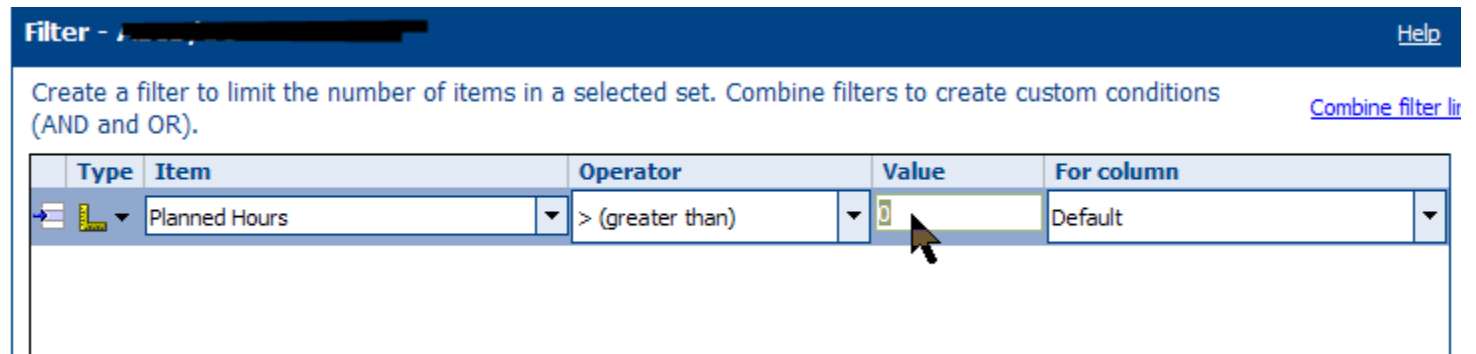 Filter -
Help
Create a filter to limit the number of items in a selected set. Combine filters to create custom conditions
(AND and OR).
Combine filter
Type Item Operator Value For column
Planned Hours > (greater than) 0 Default